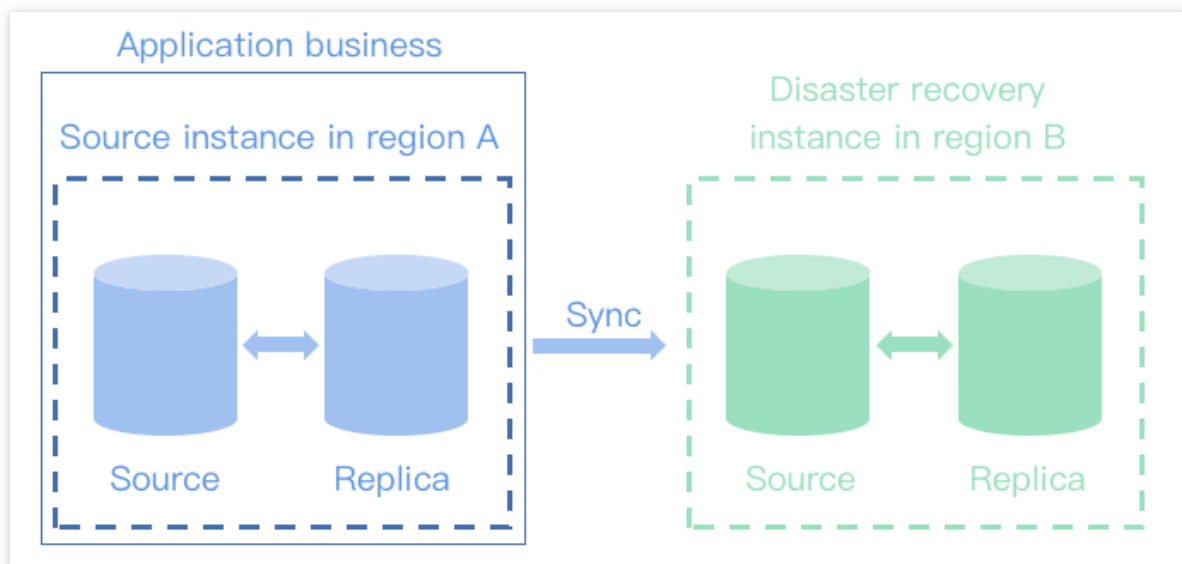 Application business
Source instance in region A
Source
Replica
Sync
Disaster recovery
instance in region B
Source
Replica